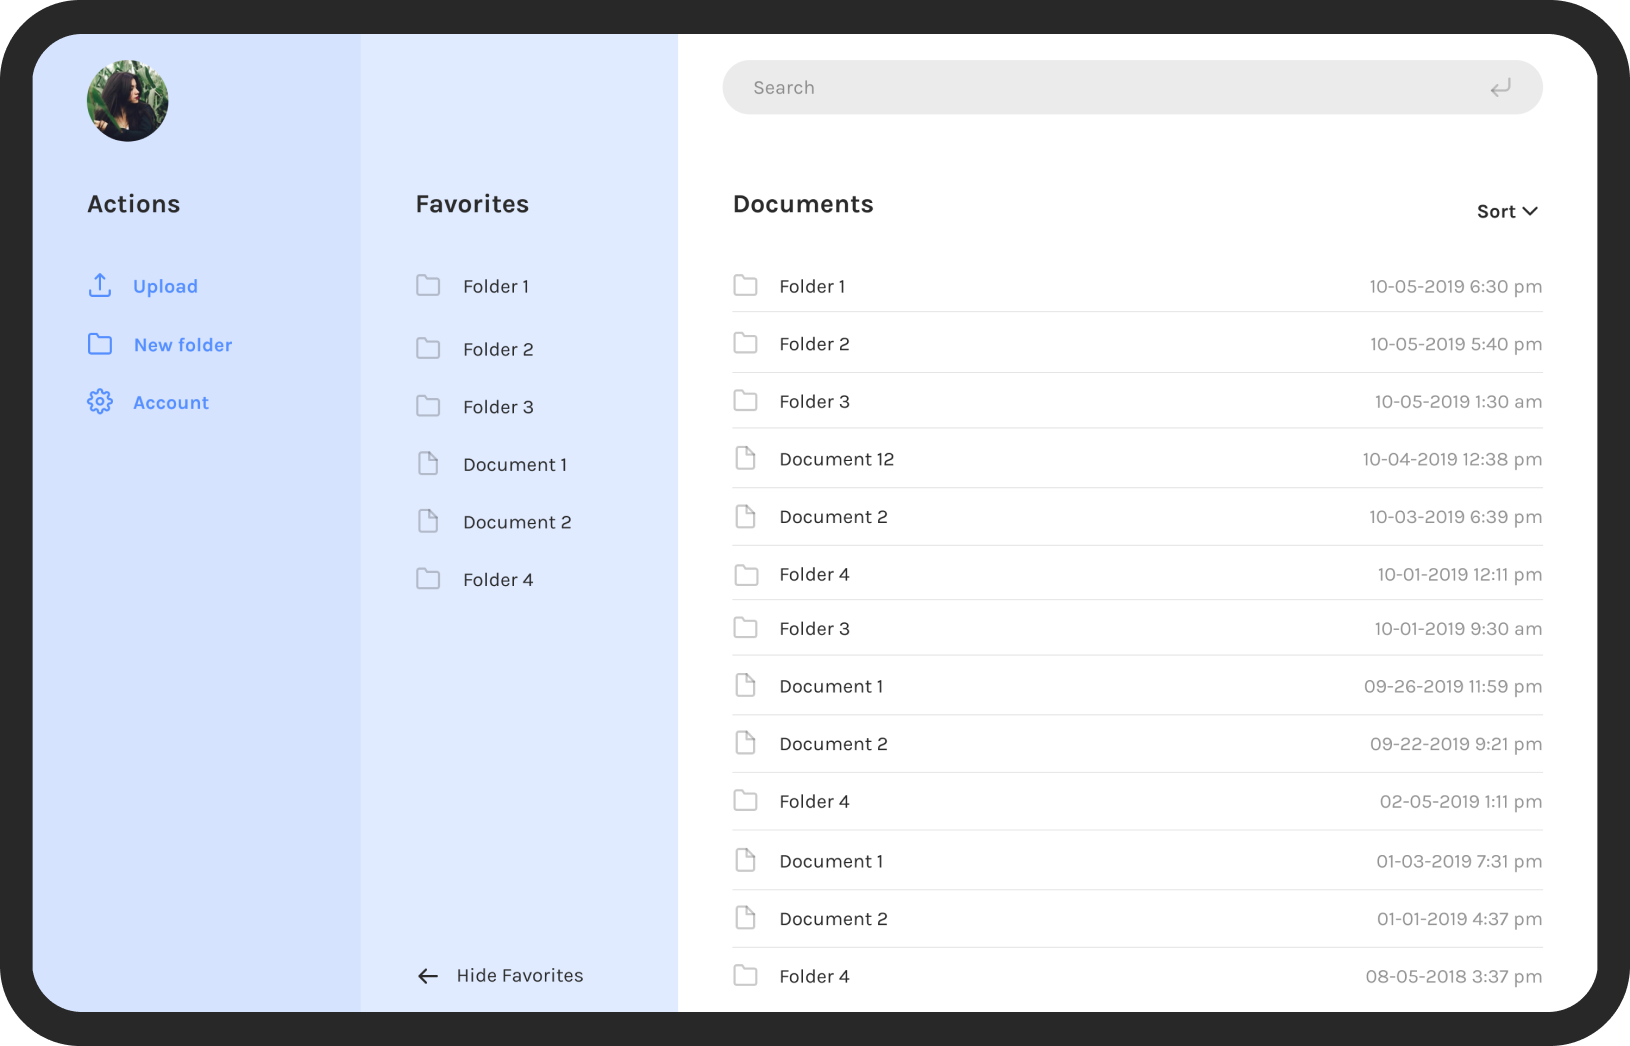 Search
Actions
Upload
New folder
Account
Favorites
Folder 1
Folder 2
Folder 3
Document 1
Document 2
Folder 4
Hide Favorites
Documents
Sort
Folder 1 10-05-2019 6:30 pm
Folder 2 10-05-2019 5:40 pm
Folder 3 10-05-2019 1:30 am
Document 12 10-04-2019 12:38 pm
Document 2 10-03-2019 6:39 pm
Folder 4 10-01-2019 12:11 pm
Folder 3 10-01-2019 9:30 am
Document 1 09-26-2019 11:59 pm
Document 2 09-22-2019 9:21 pm
Folder 4 02-05-2019 1:11 pm
Document 1 01-03-2019 7:31 pm
Document 2 01-01-2019 4:37 pm
Folder 4 08-05-2018 3:37 pm